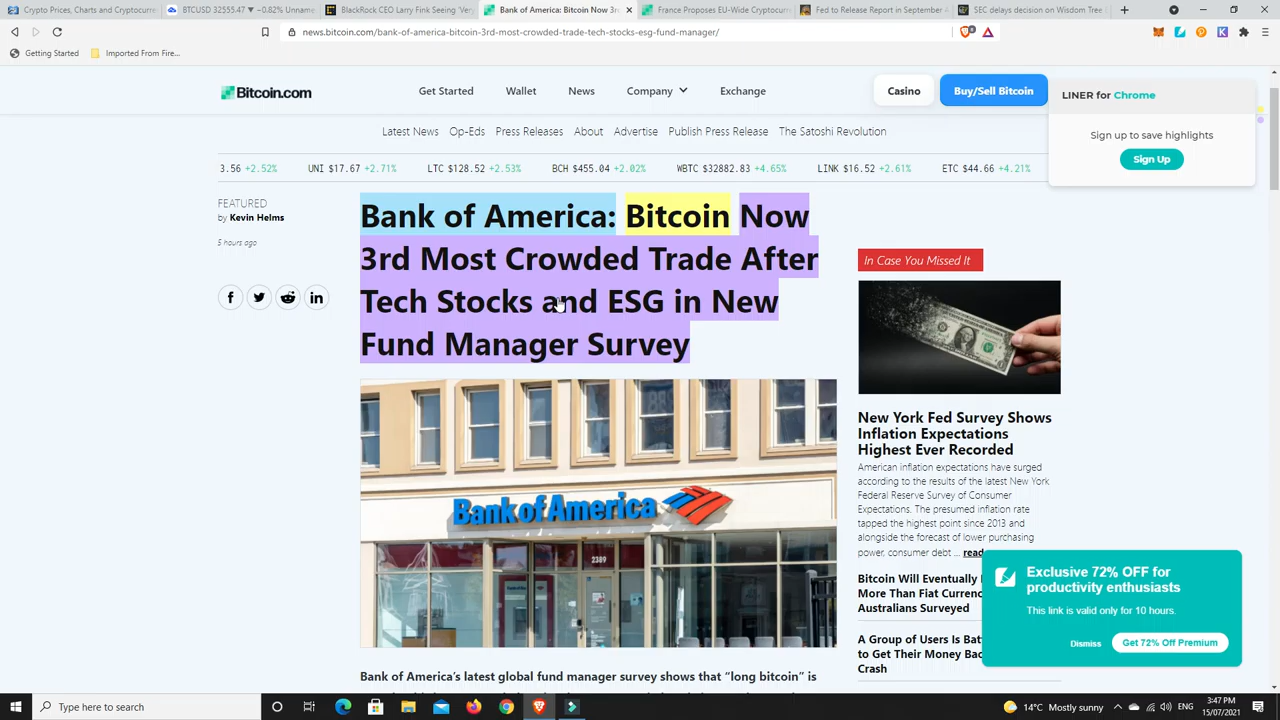 Crypto Prices, Charts and Cryptocurr
BTCUSD 32555.47 ▼ −0.82% Unname
BlackRock CEO Larry Fink Seeing 'Very
Bank of America: Bitcoin Now 3rd
France Proposes EU-Wide Cryptocurr
Fed to Release Report in September
SEC delays decision on Wisdom Tree
news.bitcoin.com/bank-of-america-bitcoin-3rd-most-crowded-trade-tech-stocks-esg-fund-manager/
Getting Started
Imported From Fire...
Bitcoin.com
Get Started
Wallet
News
Company
Exchange
Casino
Buy/Sell Bitcoin
LINER for Chrome
Sign up to save highlights
Sign Up
Latest News
Op-Eds
Press Releases
About
Advertise
Publish Press Release
The Satoshi Revolution
3.56 +2.52%
UNI $17.67 +2.71%
LTC $128.52 +2.53%
BCH $455.04 +2.02%
WBTC $32882.83 +4.65%
LINK $16.52 +2.61%
ETC $44.66 +4.21%
FEATURED
by Kevin Helms
5 hours ago
Bank of America: Bitcoin Now
3rd Most Crowded Trade After
Tech Stocks and ESG in New
Fund Manager Survey
Bank of America
2389
Bank of America's latest global fund manager survey shows that “long bitcoin” is
In Case You Missed It
New York Fed Survey Shows
Inflation Expectations
Highest Ever Recorded
American inflation expectations have surged
according to the results of the latest New York
Federal Reserve Survey of Consumer
Expectations. The presumed inflation rate
tapped the highest point since 2013 and
alongside the forecast of lower purchasing
power, consumer debt ... read
Bitcoin Will Eventually
More Than Fiat Currenc
Australians Surveyed
A Group of Users Is Bat
to Get Their Money Bac
Crash
Exclusive 72% OFF for
productivity enthusiasts
This link is valid only for 10 hours.
Dismiss
Get 72% Off Premium
Type here to search
14°C Mostly sunny
ENG
3:47 PM
15/07/2021